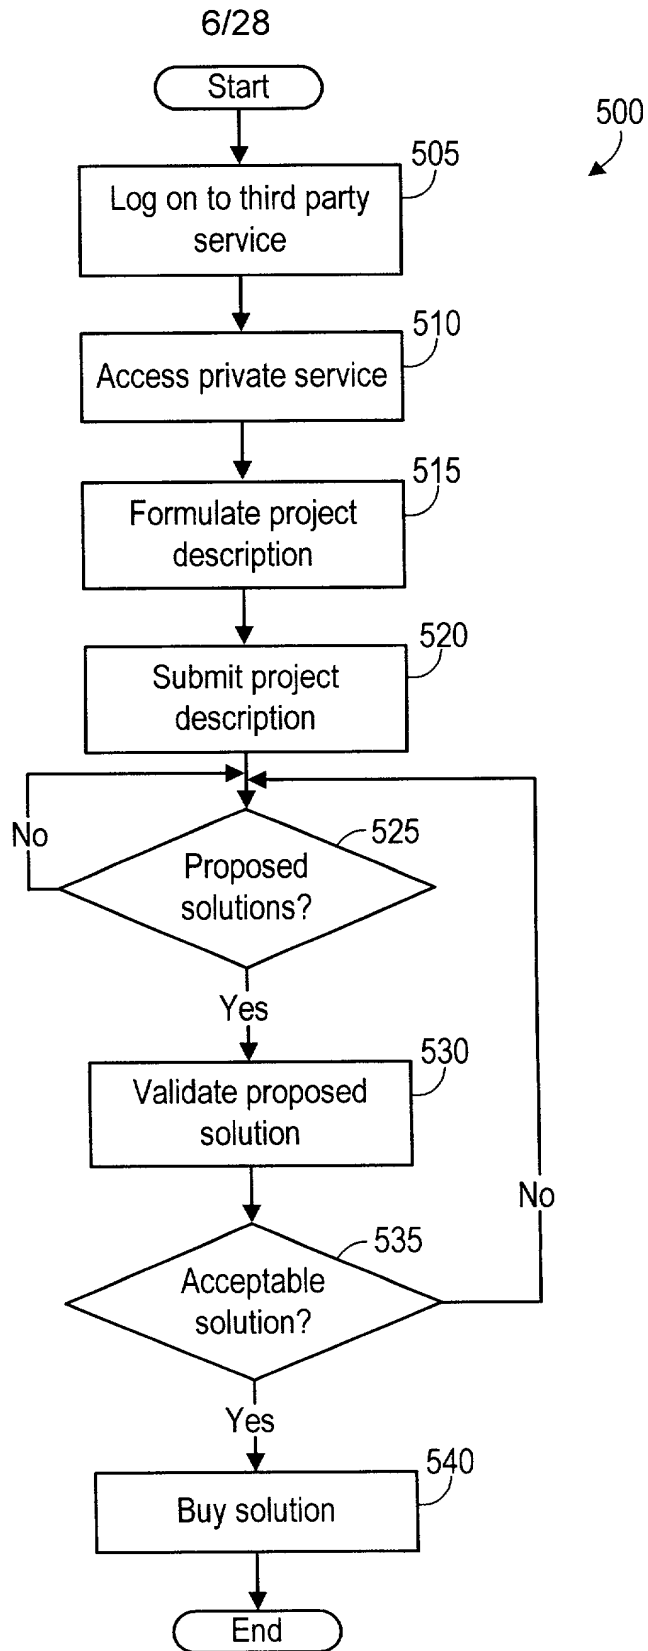 6/28
Start
500
505
Log on to third party
service
510
Access private service
515
Formulate project
description
520
Submit project
description
No
525
Proposed
solutions?
Yes
530
Validate proposed
solution
No
535
Acceptable
solution?
Yes
540
Buy solution
End